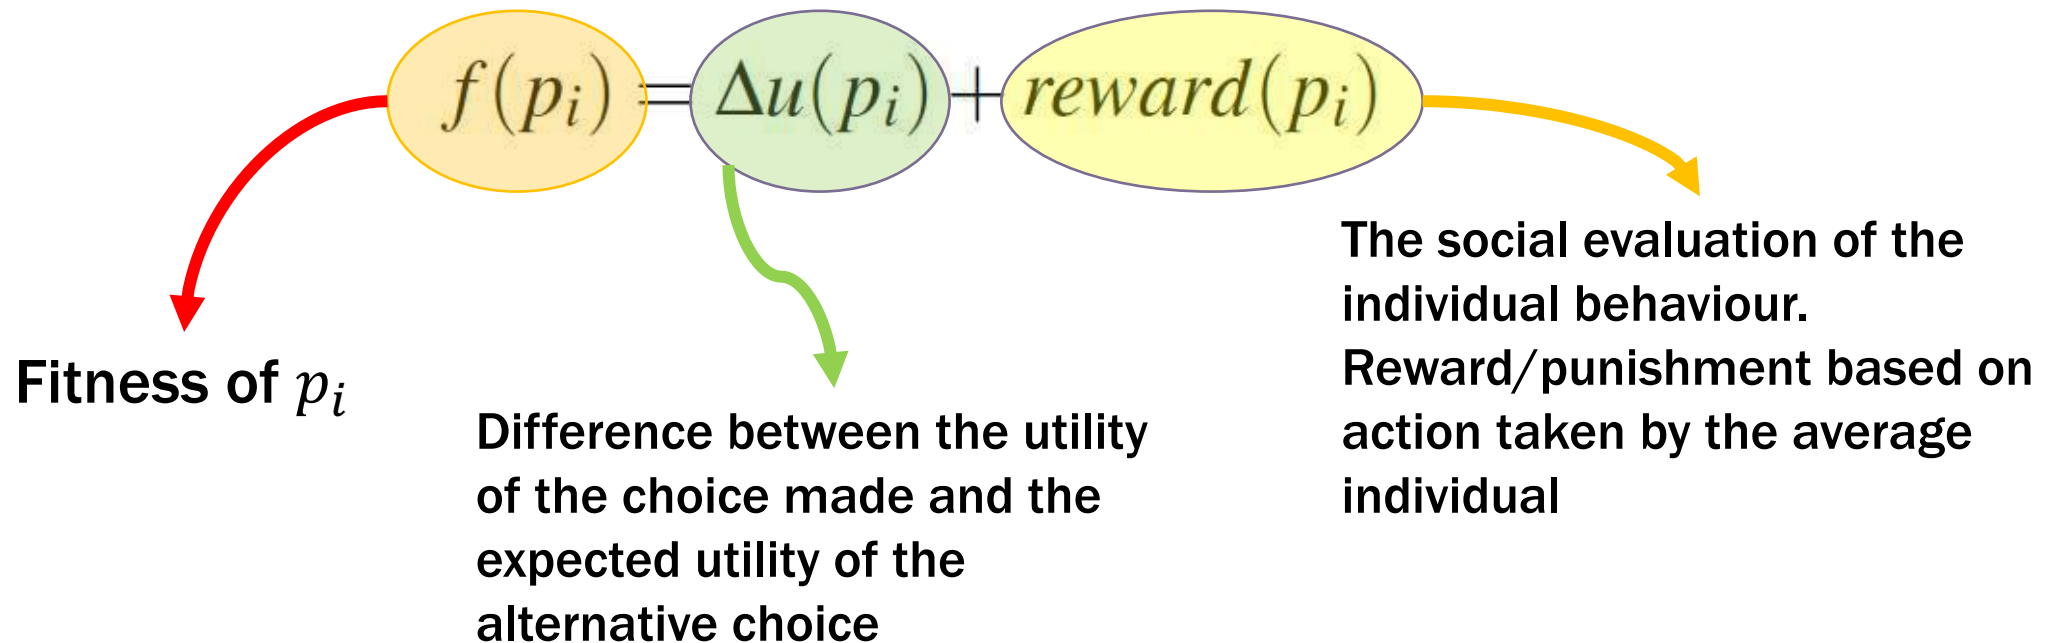 f(pᵢ) = Δu(pᵢ) + reward(pᵢ)
Fitness of pᵢ
Difference between the utility
of the choice made and the
expected utility of the
alternative choice
The social evaluation of the
individual behaviour.
Reward/punishment based on
action taken by the average
individual